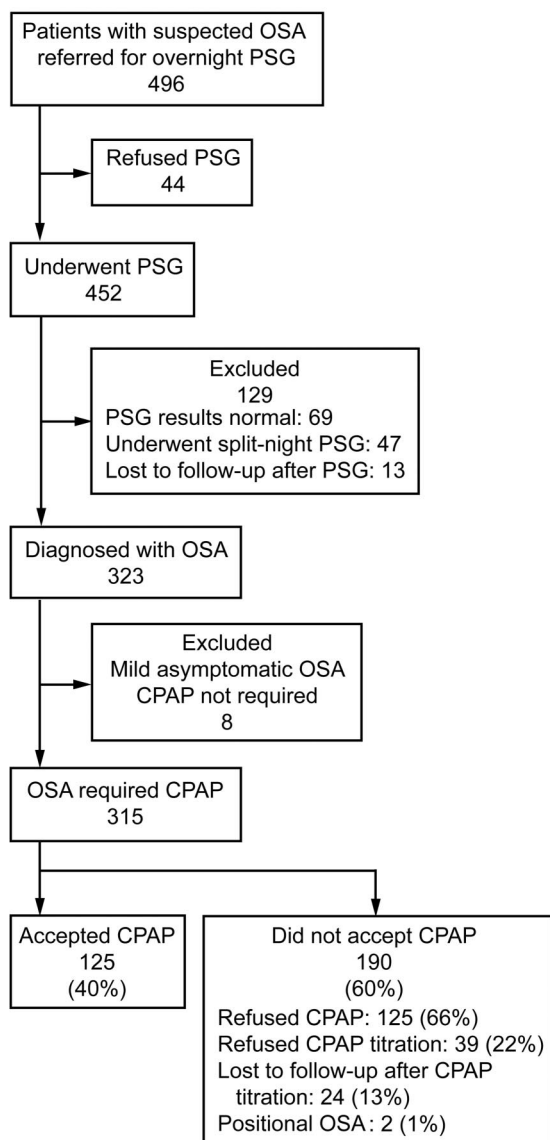 Patients with suspected OSA
referred for overnight PSG
496
Refused PSG
44
Underwent PSG
452
Excluded
129
PSG results normal: 69
Underwent split-night PSG: 47
Lost to follow-up after PSG: 13
Diagnosed with OSA
323
Excluded
Mild asymptomatic OSA
CPAP not required
8
OSA required CPAP
315
Accepted CPAP
125
(40%)
Did not accept CPAP
190
(60%)
Refused CPAP: 125 (66%)
Refused CPAP titration: 39 (22%)
Lost to follow-up after CPAP
titration: 24 (13%)
Positional OSA: 2 (1%)